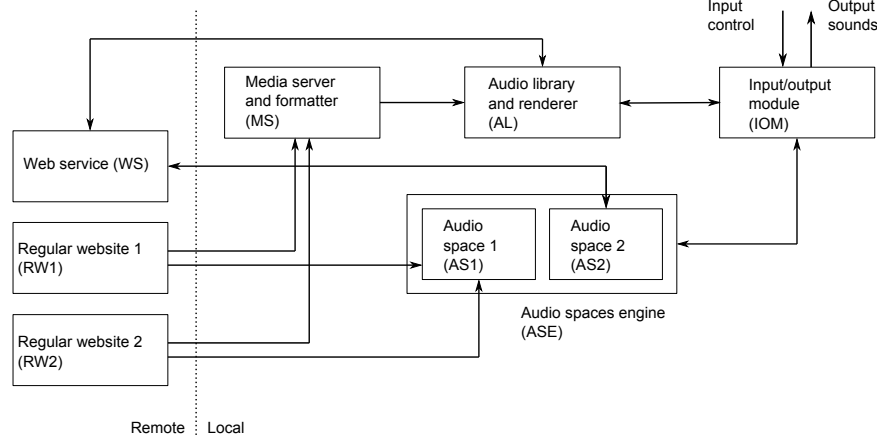 Input
control
Output
sounds
Media server
and formatter
(MS)
Audio library
and renderer
(AL)
Input/output
module
(IOM)
Web service (WS)
Regular website 1
(RW1)
Audio
space 1
(AS1)
Audio
space 2
(AS2)
Audio spaces engine
(ASE)
Regular website 2
(RW2)
Remote
Local